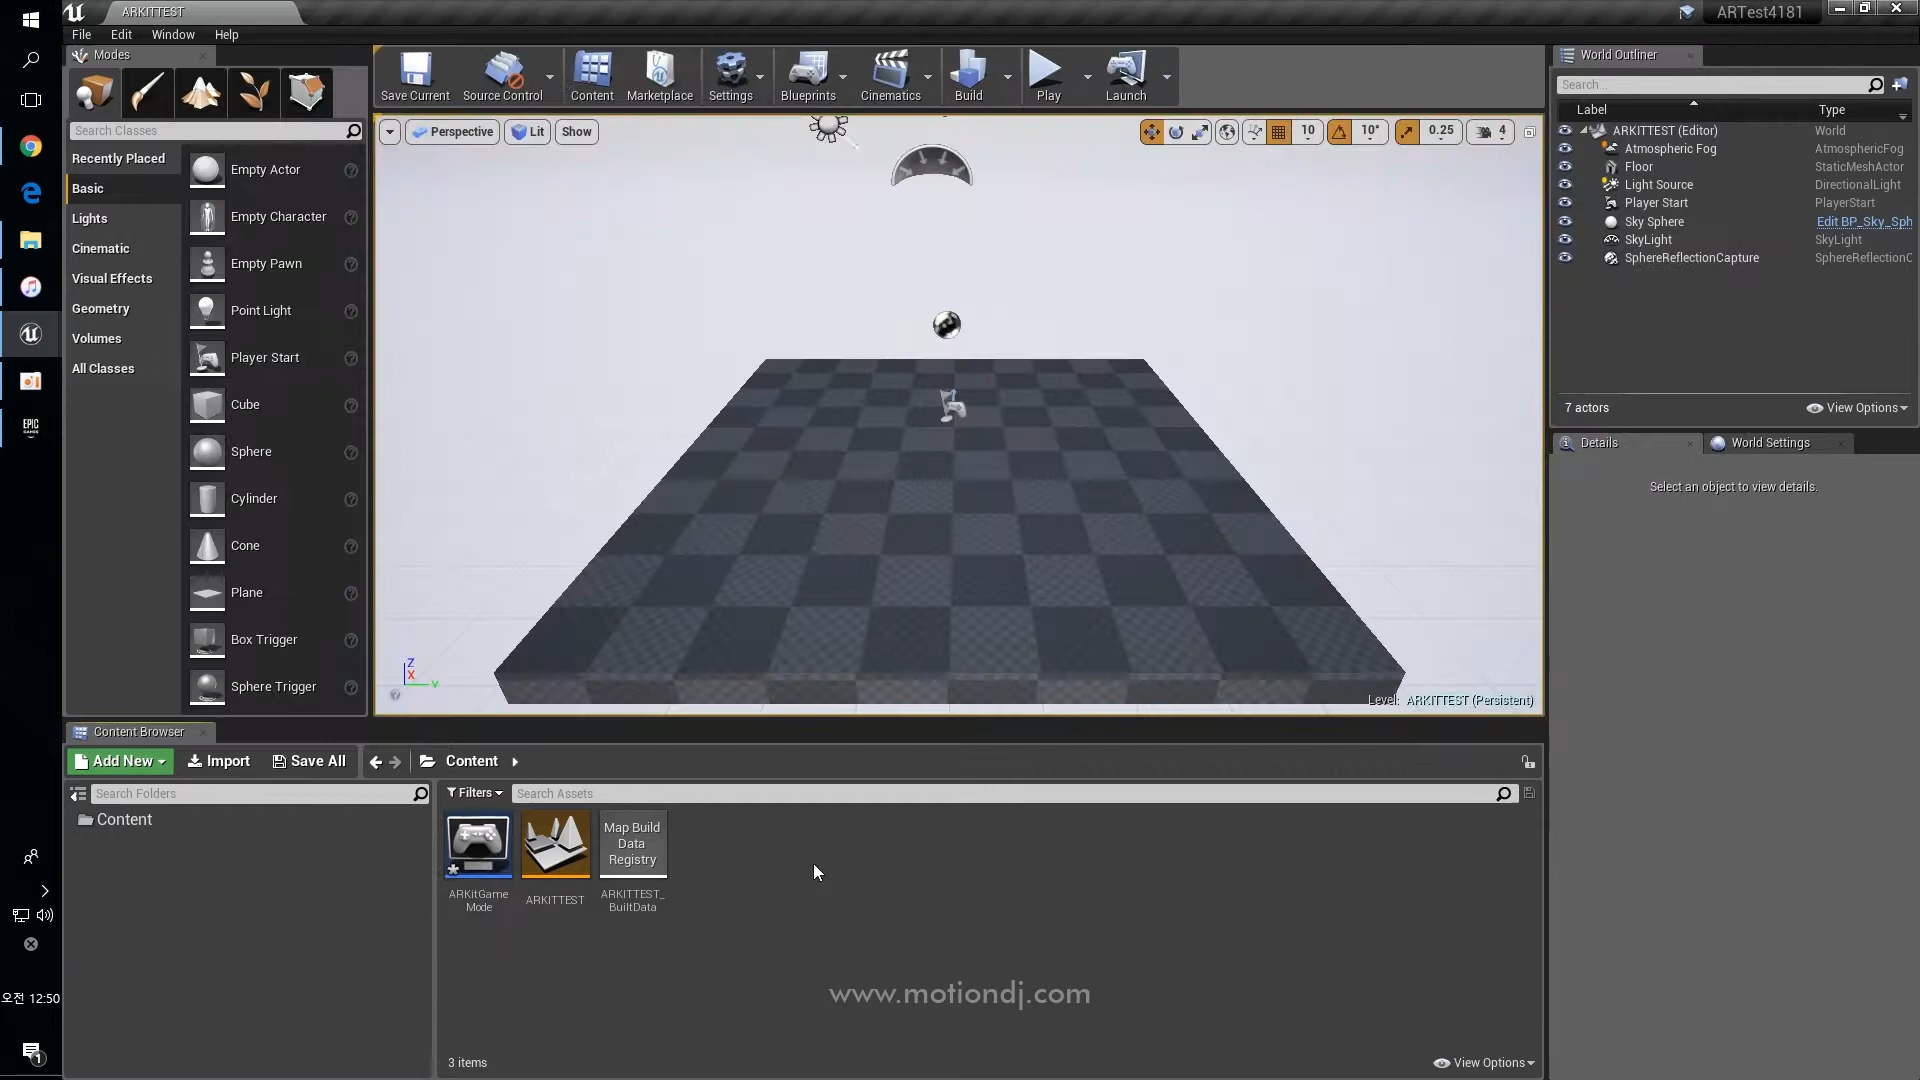 ARKITTEST
ARTest4181
File Edit Window Help
Modes
World Outliner
Save Current Source Control Content Marketplace Settings Blueprints Cinematics Build Play Launch
Search...
Label Type
Search Classes
Perspective Lit Show
10 10° 0.25 4
ARKITTEST (Editor) World
Atmospheric Fog AtmosphericFog
Floor StaticMeshActor
Light Source DirectionalLight
Player Start PlayerStart
Sky Sphere Edit BP_Sky_Sph
SkyLight SkyLight
SphereReflectionCapture SphereReflectionC
7 actors View Options
Details World Settings
Select an object to view details.
Recently Placed
Basic
Lights
Cinematic
Visual Effects
Geometry
Volumes
All Classes
Empty Actor
Empty Character
Empty Pawn
Point Light
Player Start
Cube
Sphere
Cylinder
Cone
Plane
Box Trigger
Sphere Trigger
Z
X
Y
Level: ARKITTEST (Persistent)
Content Browser
Add New Import Save All Content
Search Folders
Filters Search Assets
Content
Map Build
Data
Registry
ARKitGame
Mode
ARKITTEST
ARKITTEST_
BuiltData
www.motiondj.com
3 items View Options
EPIC
GAMES
오전 12:50
1